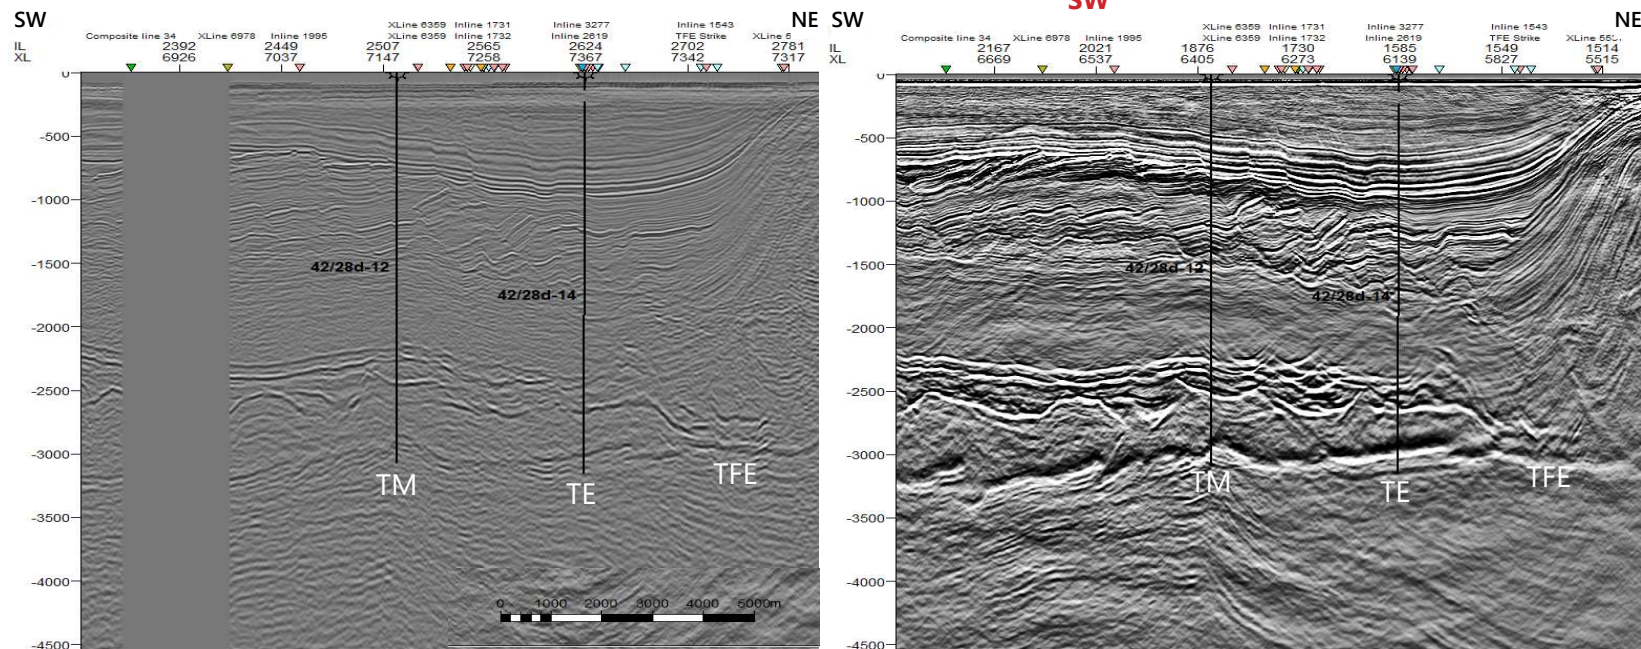 SW
SW NE SW NE
XLine 6359 Inline 1731 Inline 3277 Inline 1543
Composite line 34 XLine 6978 Inline 1995 XLine 6359 Inline 1732 Inline 2619 TFE Strike XLine 5
IL 2392 2449 2507 2565 2624 2702 2781
XL 6926 7037 7147 7258 7367 7342 7317
XLine 6359 Inline 1731 Inline 3277 Inline 1543
Composite line 34 XLine 6978 Inline 1995 XLine 6359 Inline 1732 Inline 2619 TFE Strike
IL 2167 2021 1876 1730 1585 1549 1514
XL 6669 6537 6405 6273 6139 5827 5515
0
-500
-1000
-1500
-2000
-2500
-3000
-3500
-4000
-4500
42/28d-12
42/28d-14
TM
TE
TFE
0 1000 2000 3000 4000 5000m
0
-500
-1000
-1500
-2000
-2500
-3000
-3500
-4000
-4500
42/28d-12
42/28d-14
TM
TE
TFE